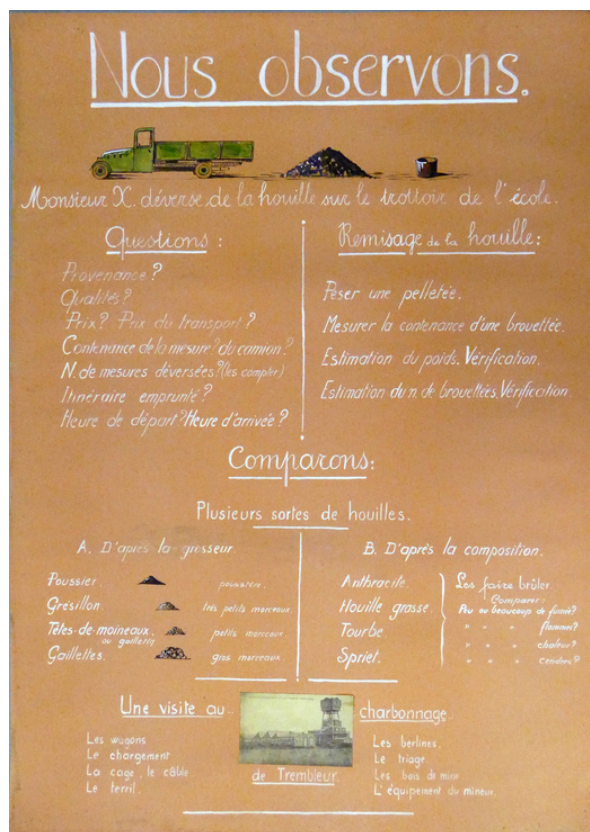 Nous observons.
Monsieur X. déverse de la houille sur le trottoir de l'école.
Questions :
Provenance ?
Qualités ?
Prix ? Prix du transport ?
Contenance de la mesure ? du camion ?
N. de mesures déversées ? (les compter)
Itinéraire emprunté ?
Heure de départ ? Heure d'arrivée ?
Remisage de la houille :
Peser une pelletée.
Mesurer la contenance d'une brouettée.
Estimation du poids. Vérification.
Estimation du n. de brouettées. Vérification.
Comparons :
Plusieurs sortes de houilles.
A. D'après la grosseur.
Poussier. poussière.
Grésillon. très petits morceaux
Têtes-de-moineaux. petits morceaux
ou gailletin
Gaillettes. gros morceaux
B. D'après la composition.
Anthracite.
Houille grasse.
Tourbe.
Spriet.
Les faire brûler.
Comparer :
Peu ou beaucoup de fumée ?
" " " flammes ?
" " " chaleur ?
" " " cendres ?
Une visite au charbonnage
de Trembleur.
Les wagons
Le chargement
La cage, le câble
Le terril.
Les berlines.
Le triage.
Les bois de mine
L'équipement du mineur.